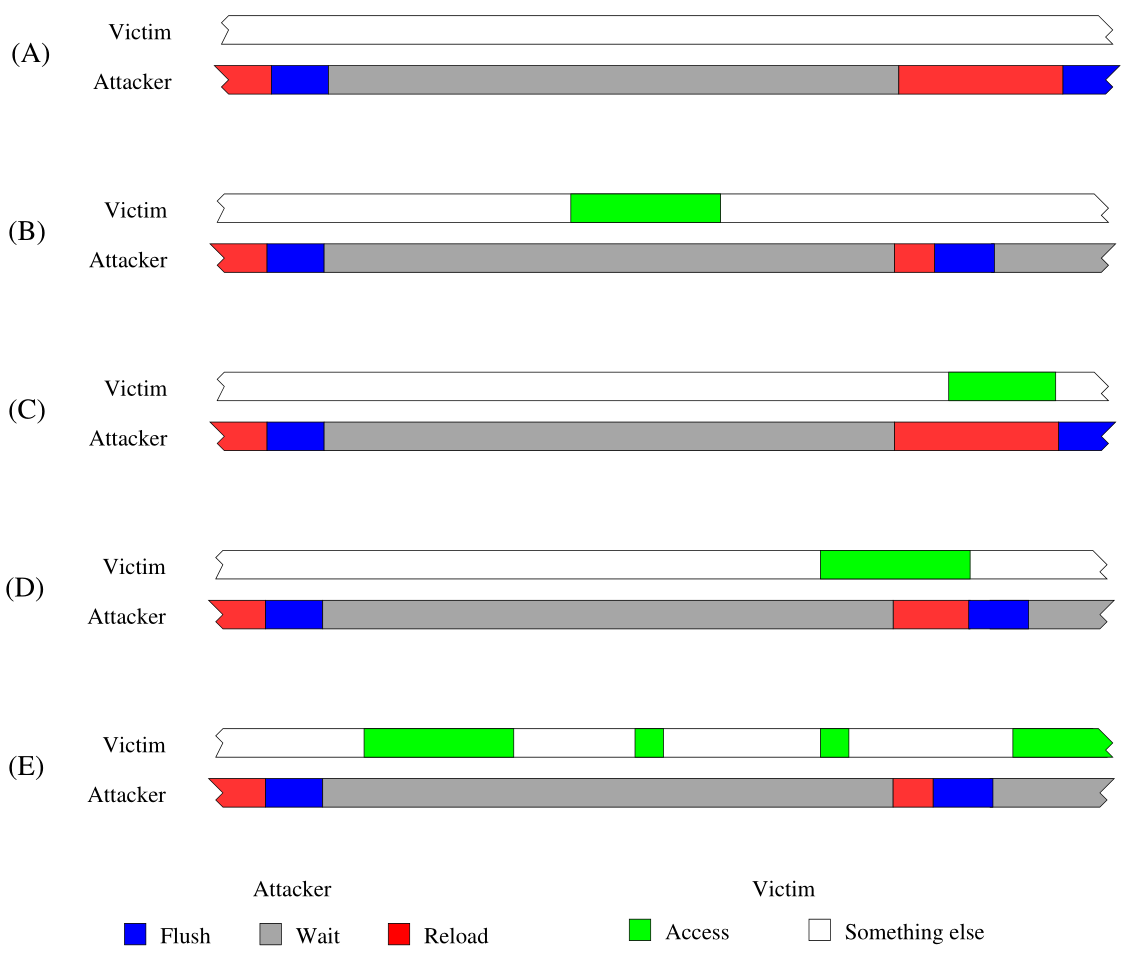 Victim
(A)
Attacker
Victim
(B)
Attacker
Victim
(C)
Attacker
Victim
(D)
Attacker
Victim
(E)
Attacker
Attacker Victim
Flush Wait Reload Access Something else